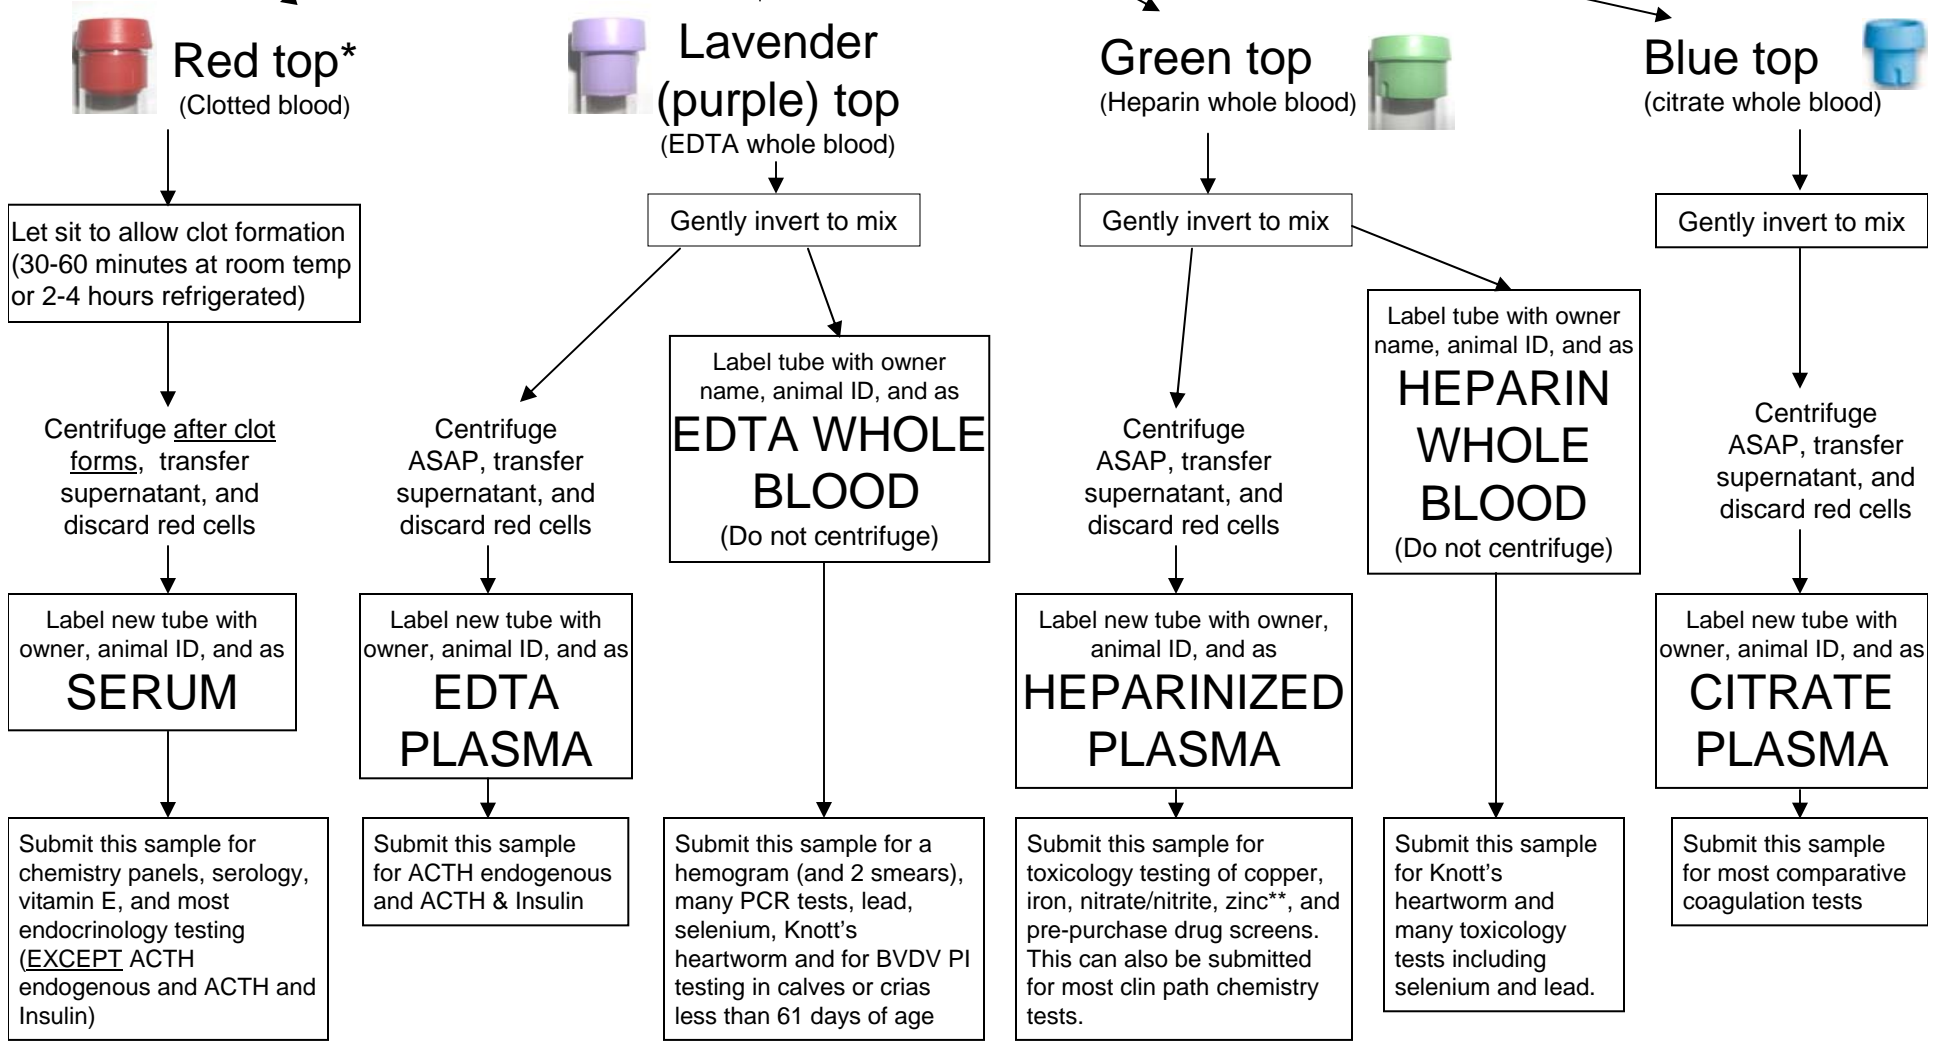 Red top*
(Clotted blood)
Let sit to allow clot formation
(30-60 minutes at room temp
or 2-4 hours refrigerated)
Centrifuge after clot
forms, transfer
supernatant, and
discard red cells
Label new tube with
owner, animal ID, and as
SERUM
Submit this sample for
chemistry panels, serology,
vitamin E, and most
endocrinology testing
(EXCEPT ACTH
endogenous and ACTH and
Insulin)
Lavender
(purple) top
(EDTA whole blood)
Gently invert to mix
Centrifuge
ASAP, transfer
supernatant, and
discard red cells
Label new tube with
owner, animal ID, and as
EDTA
PLASMA
Submit this sample
for ACTH endogenous
and ACTH & Insulin
Label tube with owner
name, animal ID, and as
EDTA WHOLE
BLOOD
(Do not centrifuge)
Submit this sample for a
hemogram (and 2 smears),
many PCR tests, lead,
selenium, Knott's
heartworm and for BVDV PI
testing in calves or crias
less than 61 days of age
Green top
(Heparin whole blood)
Gently invert to mix
Centrifuge
ASAP, transfer
supernatant, and
discard red cells
Label new tube with owner,
animal ID, and as
HEPARINIZED
PLASMA
Submit this sample for
toxicology testing of copper,
iron, nitrate/nitrite, zinc**, and
pre-purchase drug screens.
This can also be submitted
for most clin path chemistry
tests.
Label tube with owner
name, animal ID, and as
HEPARIN
WHOLE
BLOOD
(Do not centrifuge)
Submit this sample
for Knott's
heartworm and
many toxicology
tests including
selenium and lead.
Blue top
(citrate whole blood)
Gently invert to mix
Centrifuge
ASAP, transfer
supernatant, and
discard red cells
Label new tube with
owner, animal ID, and as
CITRATE
PLASMA
Submit this sample
for most comparative
coagulation tests